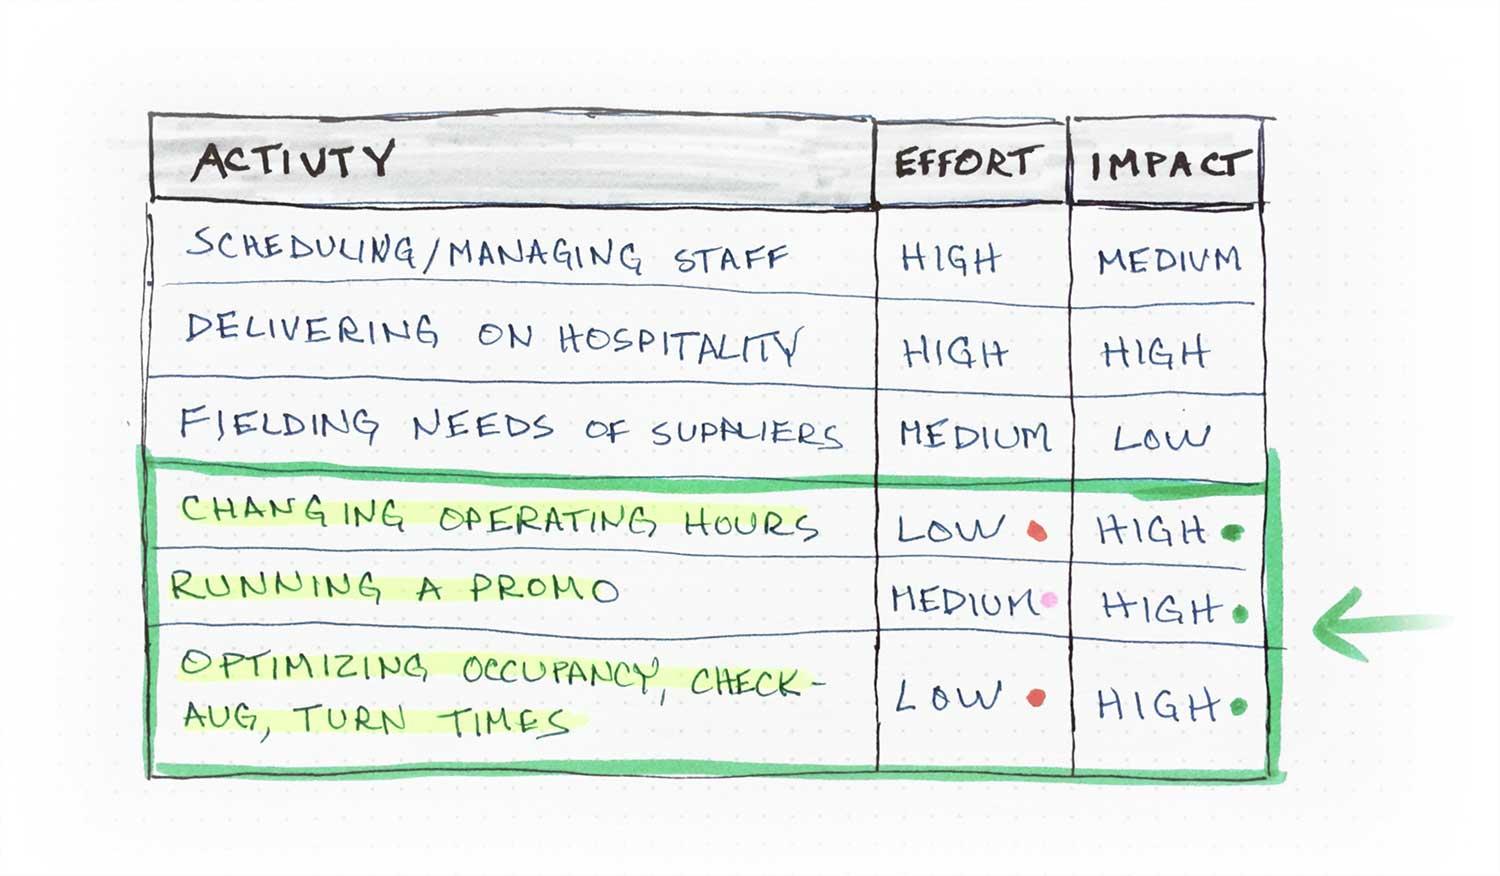 ACTIVTY EFFORT IMPACT
SCHEDULING/MANAGING STAFF HIGH MEDIUM
DELIVERING ON HOSPITALITY HIGH HIGH
FIELDING NEEDS OF SUPPLIERS MEDIUM LOW
CHANGING OPERATING HOURS LOW HIGH
RUNNING A PROMO MEDIUM HIGH
OPTIMIZING OCCUPANCY, CHECK-
AUG, TURN TIMES LOW HIGH